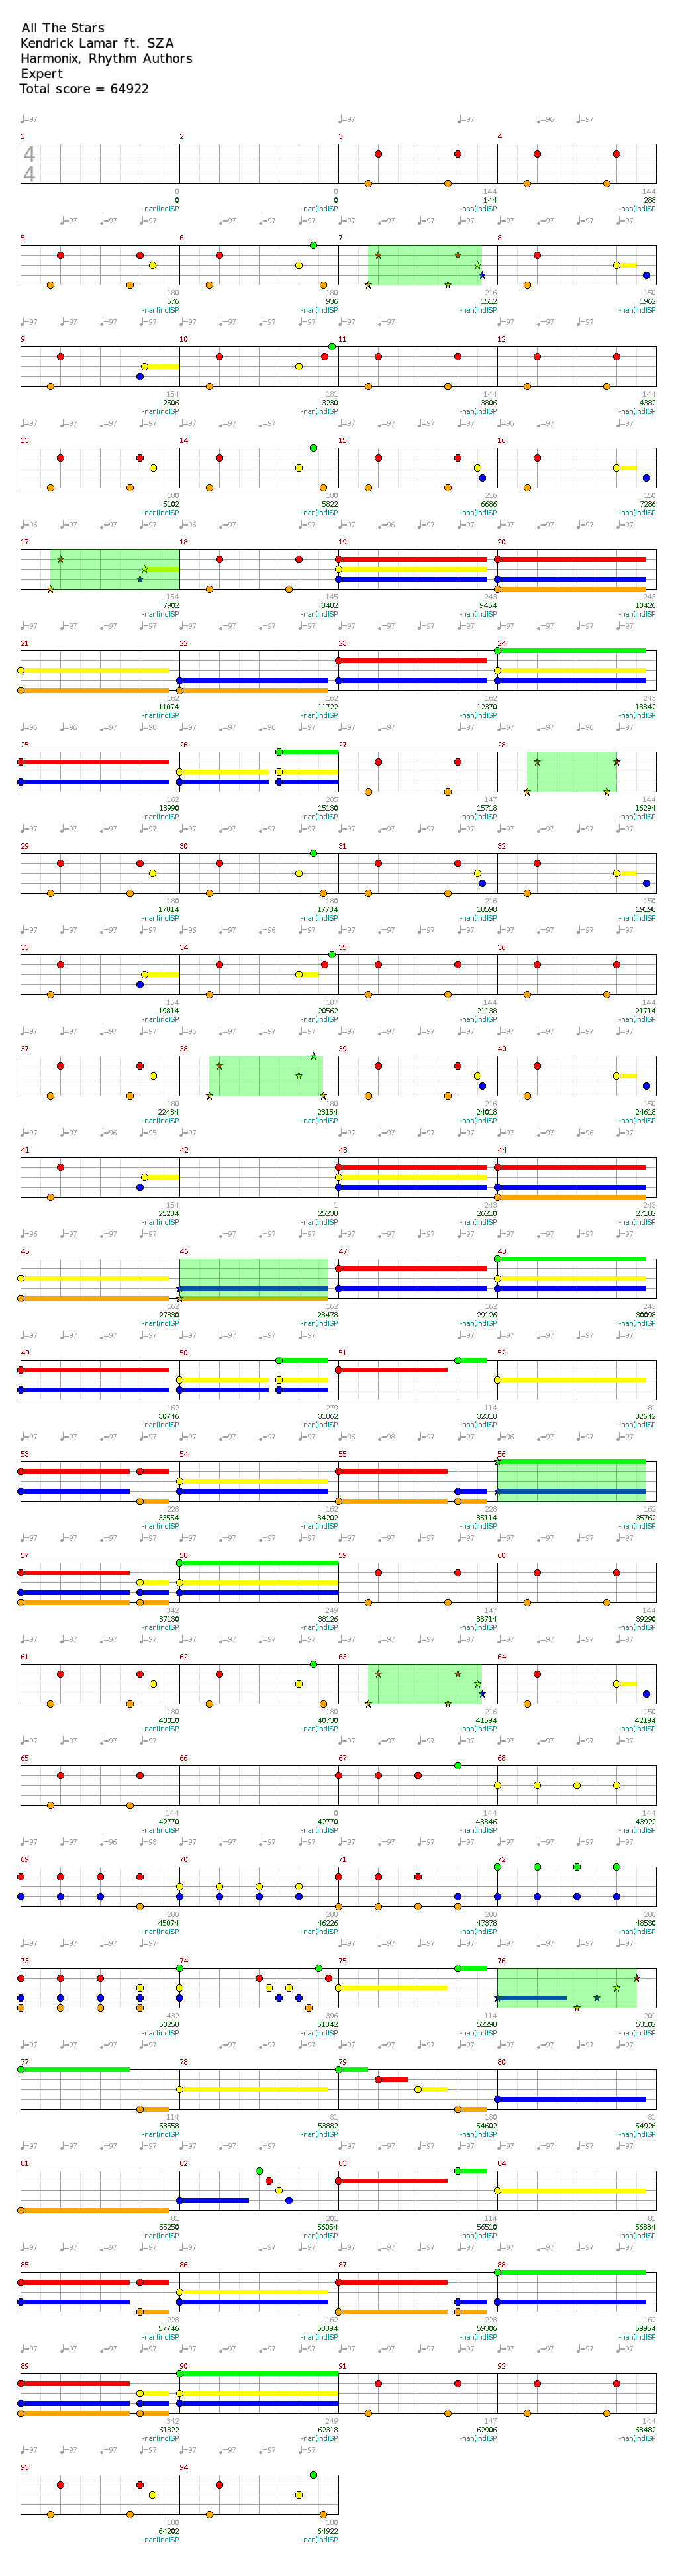 All The Stars
Kendrick Lamar ft. SZA
Harmonix, Rhythm Authors
Expert
Total score = 64922
♩=97 ♩=97 ♩=96 ♩=97
1 2 3 4
4
4
0 0 144 144
0 0 144 288
-nan(ind)SP -nan(ind)SP -nan(ind)SP -nan(ind)SP
5 6 7 8
180 180 216 150
576 936 1512 1962
-nan(ind)SP -nan(ind)SP -nan(ind)SP -nan(ind)SP
9 10 11 12
154 181 144 144
2506 3230 3806 4382
-nan(ind)SP -nan(ind)SP -nan(ind)SP -nan(ind)SP
13 14 15 16
180 180 216 150
5102 5822 6686 7286
-nan(ind)SP -nan(ind)SP -nan(ind)SP -nan(ind)SP
17 18 19 20
154 145 243 243
7902 8482 9454 10426
-nan(ind)SP -nan(ind)SP -nan(ind)SP -nan(ind)SP
21 22 23 24
162 162 162 243
11074 11722 12370 13342
-nan(ind)SP -nan(ind)SP -nan(ind)SP -nan(ind)SP
25 26 27 28
162 285 147 144
13990 15130 15718 16294
-nan(ind)SP -nan(ind)SP -nan(ind)SP -nan(ind)SP
29 30 31 32
180 180 216 150
17014 17734 18598 19198
-nan(ind)SP -nan(ind)SP -nan(ind)SP -nan(ind)SP
33 34 35 36
154 187 144 144
19814 20562 21138 21714
-nan(ind)SP -nan(ind)SP -nan(ind)SP -nan(ind)SP
37 38 39 40
180 180 216 150
22434 23154 24018 24618
-nan(ind)SP -nan(ind)SP -nan(ind)SP -nan(ind)SP
41 42 43 44
154 1 243 243
25234 25238 26210 27182
-nan(ind)SP -nan(ind)SP -nan(ind)SP -nan(ind)SP
45 46 47 48
162 162 162 243
27830 28478 29126 30098
-nan(ind)SP -nan(ind)SP -nan(ind)SP -nan(ind)SP
49 50 51 52
162 279 114 81
30746 31862 32318 32642
-nan(ind)SP -nan(ind)SP -nan(ind)SP -nan(ind)SP
53 54 55 56
228 162 228 162
33554 34202 35114 35762
-nan(ind)SP -nan(ind)SP -nan(ind)SP -nan(ind)SP
57 58 59 60
342 249 147 144
37130 38126 38714 39290
-nan(ind)SP -nan(ind)SP -nan(ind)SP -nan(ind)SP
61 62 63 64
180 180 216 150
40010 40730 41594 42194
-nan(ind)SP -nan(ind)SP -nan(ind)SP -nan(ind)SP
65 66 67 68
144 0 144 144
42770 42770 43346 43922
-nan(ind)SP -nan(ind)SP -nan(ind)SP -nan(ind)SP
69 70 71 72
288 288 288 288
45074 46226 47378 48530
-nan(ind)SP -nan(ind)SP -nan(ind)SP -nan(ind)SP
73 74 75 76
432 396 114 201
50258 51842 52298 53102
-nan(ind)SP -nan(ind)SP -nan(ind)SP -nan(ind)SP
77 78 79 80
114 81 180 81
53558 53882 54602 54926
-nan(ind)SP -nan(ind)SP -nan(ind)SP -nan(ind)SP
81 82 83 84
81 201 114 81
55250 56054 56510 56834
-nan(ind)SP -nan(ind)SP -nan(ind)SP -nan(ind)SP
85 86 87 88
228 162 228 162
57746 58394 59306 59954
-nan(ind)SP -nan(ind)SP -nan(ind)SP -nan(ind)SP
89 90 91 92
342 249 147 144
61322 62318 62906 63482
-nan(ind)SP -nan(ind)SP -nan(ind)SP -nan(ind)SP
93 94
180 180
64202 64922
-nan(ind)SP -nan(ind)SP